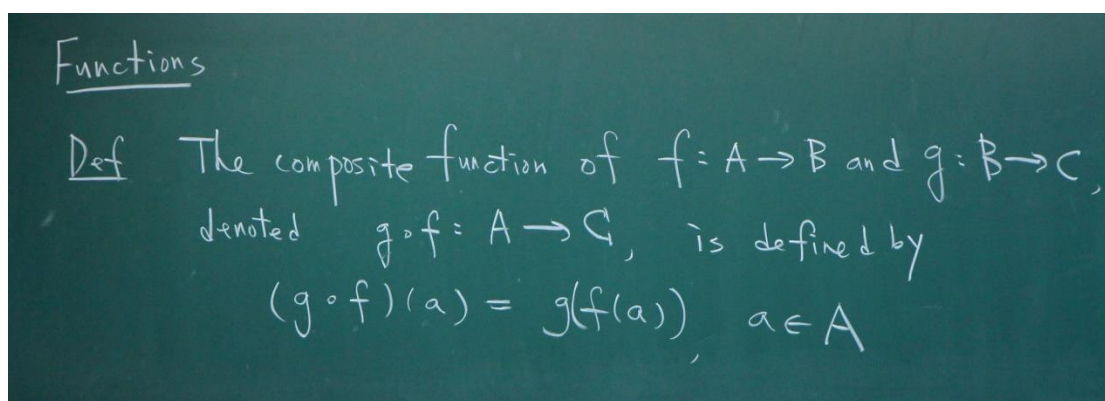 Functions
Def The composite function of f: A → B and g: B → C,
denoted g∘f: A → C, is defined by
(g∘f)(a) = g(f(a)), a ∈ A